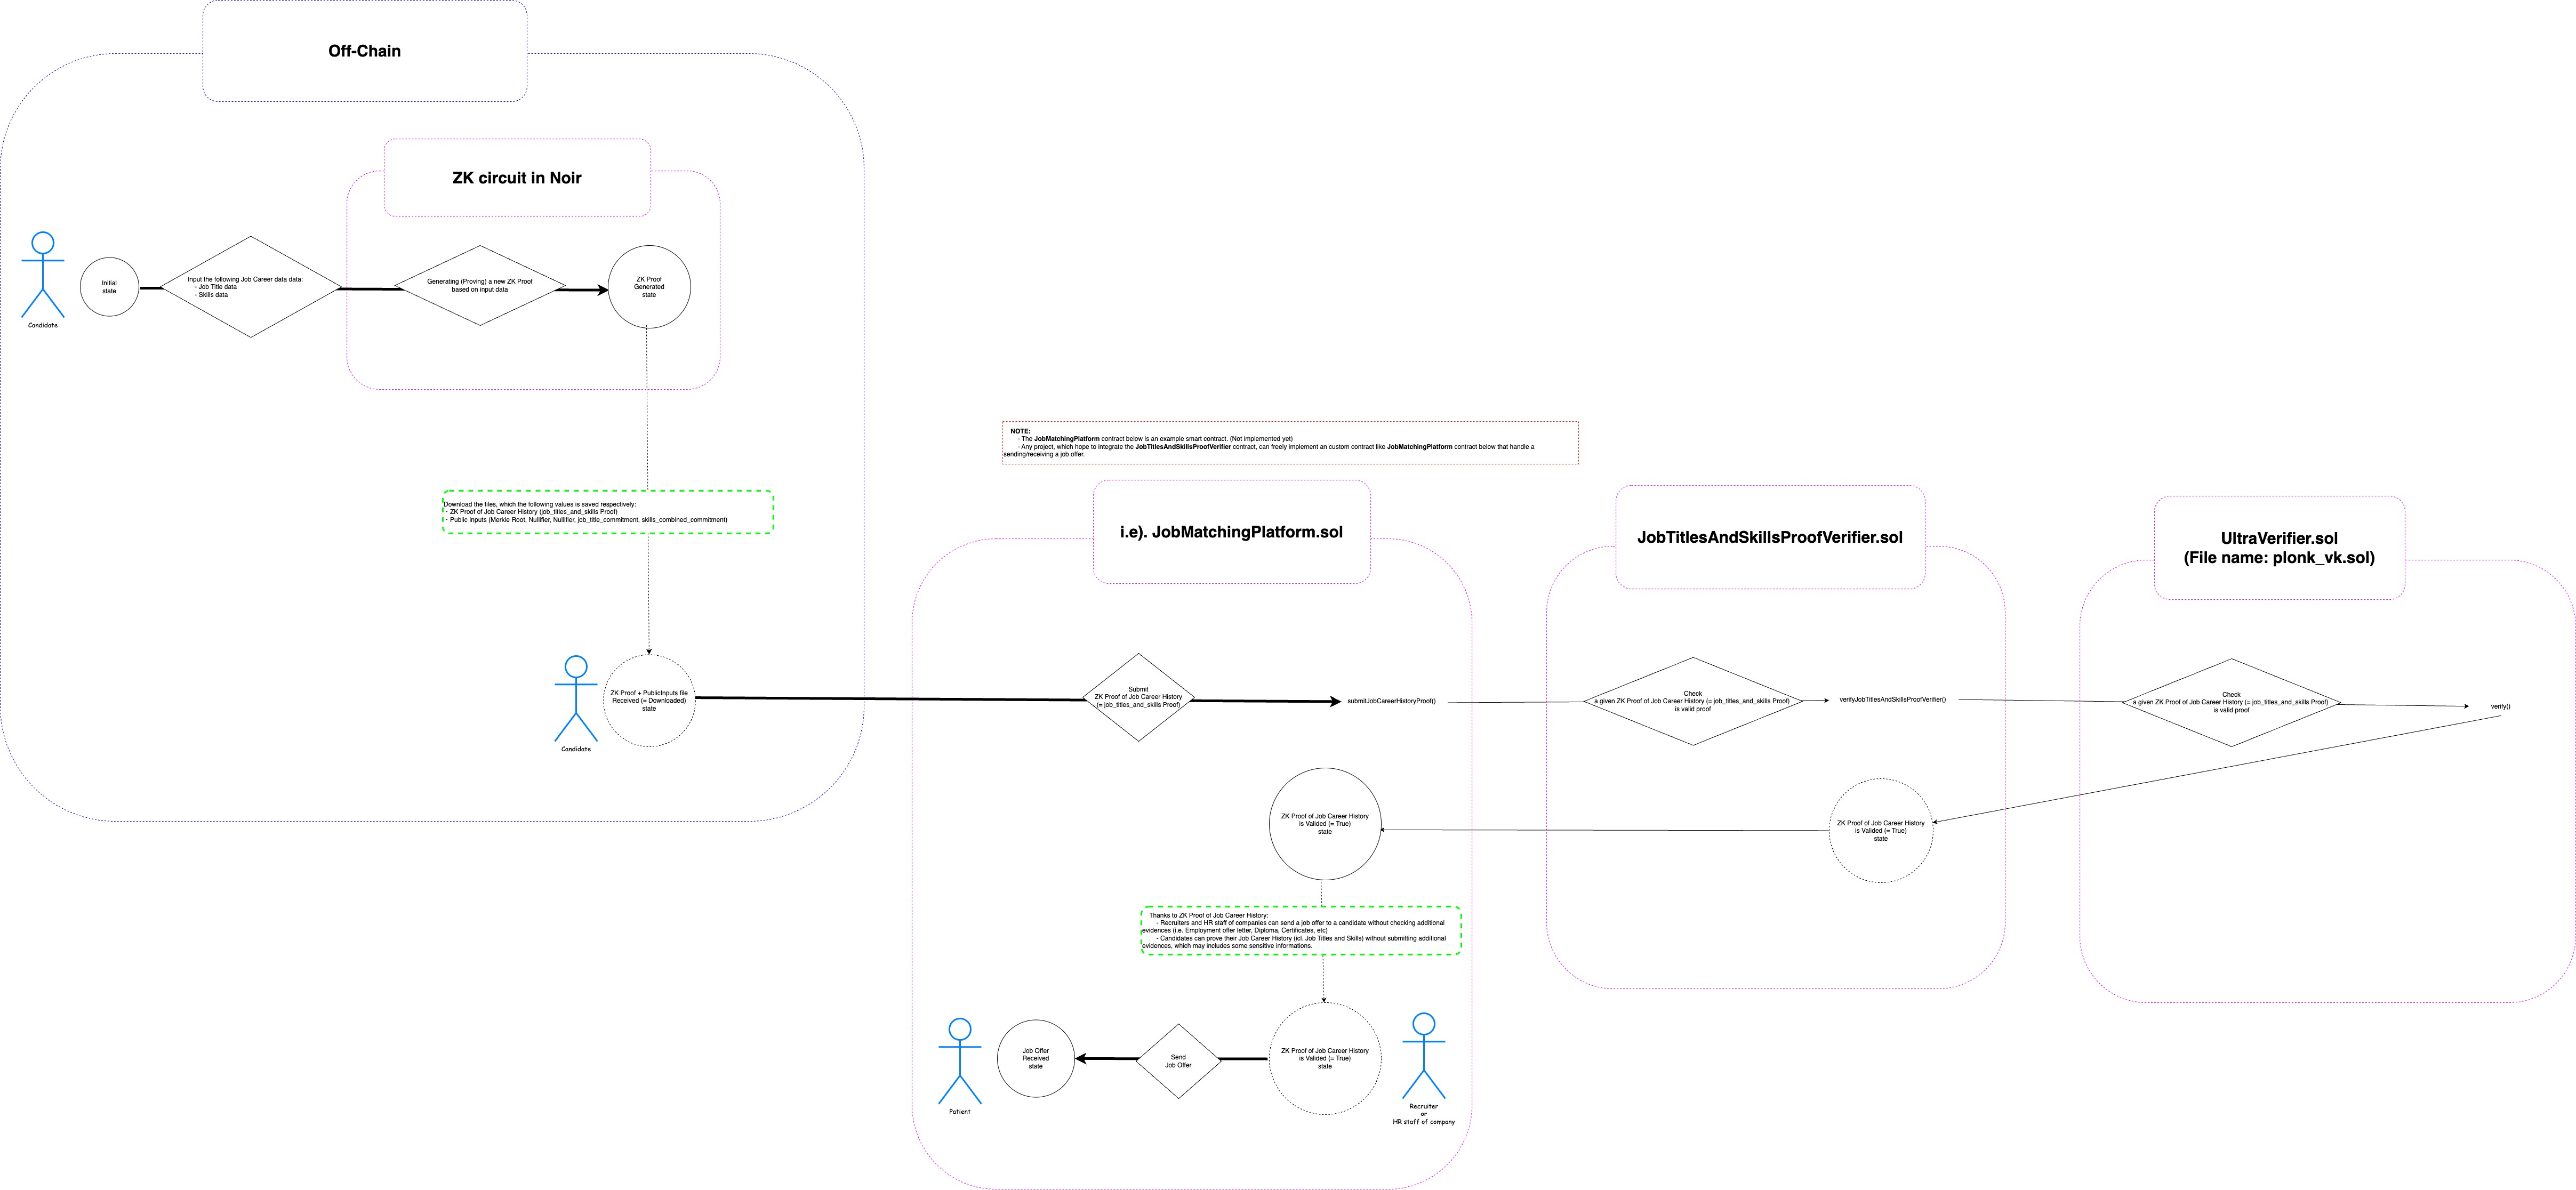 Off-Chain
ZK circuit in Noir
Candidate
Initial
state
Input the following Job Career data data:
- Job Title data
- Skills data
Generating (Proving) a new ZK Proof
based on input data
ZK Proof
Generated
state
Download the files, which the following values is saved respectively:
- ZK Proof of Job Career History (job_titles_and_skills Proof)
- Public Inputs (Merkle Root, Nullifier, Nullifier, job_title_commitment, skills_combined_commitment)
Candidate
ZK Proof + PublicInputs file
Received (= Downloaded)
state
NOTE:
- The JobMatchingPlatform contract below is an example smart contract. (Not implemented yet)
- Any project, which hope to integrate the JobTitlesAndSkillsProofVerifier contract, can freely implement an custom contract like JobMatchingPlatform contract below that handle a
sending/receiving a job offer.
i.e). JobMatchingPlatform.sol
Submit
ZK Proof of Job Career History
(= job_titles_and_skills Proof)
submitJobCareerHistoryProof()
JobTitlesAndSkillsProofVerifier.sol
Check
a given ZK Proof of Job Career History (= job_titles_and_skills Proof)
is valid proof
verifyJobTitlesAndSkillsProofVerifier()
UltraVerifier.sol
(File name: plonk_vk.sol)
Check
a given ZK Proof of Job Career History (= job_titles_and_skills Proof)
is valid proof
verify()
ZK Proof of Job Career History
is Valided (= True)
state
ZK Proof of Job Career History
is Valided (= True)
state
Thanks to ZK Proof of Job Career History:
- Recruiters and HR staff of companies can send a job offer to a candidate without checking additional
evidences (i.e. Employment offer letter, Diploma, Certificates, etc)
- Candidates can prove their Job Career History (icl. Job Titles and Skills) without submitting additional
evidences, which may includes some sensitive informations.
Patient
Job Offer
Received
state
Send
Job Offer
ZK Proof of Job Career History
is Valided (= True)
state
Recruiter
or
HR staff of company